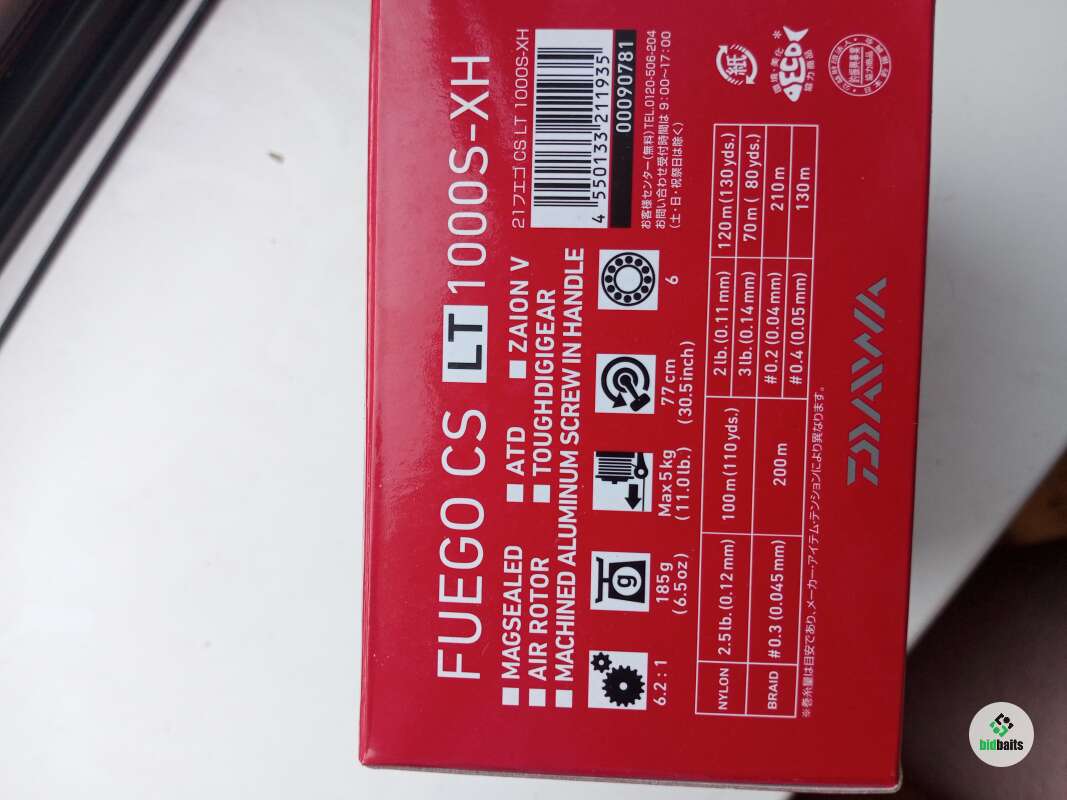 FUEGO CS LT 1000S-XH
■ MAGSEALED ■ ATD ■ ZAION V
■ AIR ROTOR ■ TOUGHDIGIGEAR
■ MACHINED ALUMINUM SCREW IN HANDLE
21フエゴ CS LT 1000S-XH
4 550133 211935
00090781
g
6.2:1
185g
(6.5oz)
Max 5kg
(11.0lb.)
77cm
(30.5inch)
6
お客様センター(無料)TEL.0120-506-204
お問い合わせ受付時間は 9:00~17:00
(土・日・祝祭日は除く)
紙
ECO
NYLON 2.5lb.(0.12mm) 100m(110yds.) 2lb.(0.11mm) 120m(130yds.)
3lb.(0.14mm) 70m( 80yds.)
BRAID #0.3(0.045mm) 200m #0.2(0.04mm) 210m
#0.4(0.05mm) 130m
※巻糸量は目安であり、メーカー・アイテム・テンションにより異なります。
DAIWA
bidbaits